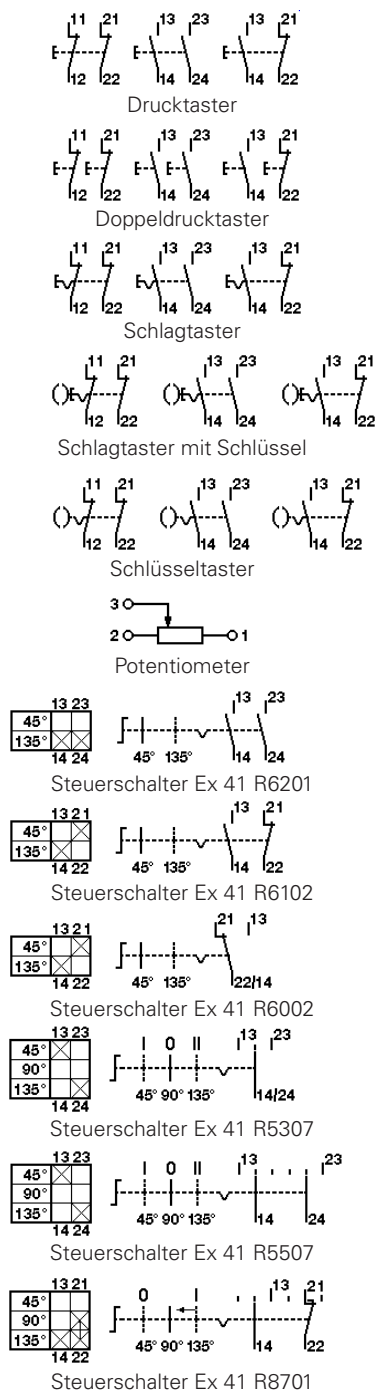 11 21 13 23 13 21
12 22 14 24 14 22
Drucktaster
11 21 13 23 13 21
12 22 14 24 14 22
Doppeldrucktaster
11 21 13 23 13 21
12 22 14 24 14 22
Schlagtaster
11 21 13 23 13 21
12 22 14 24 14 22
Schlagtaster mit Schlüssel
11 21 13 23 13 21
12 22 14 24 14 22
Schlüsseltaster
3
2 1
Potentiometer
13 23 13 23
45°
135°
14 24 45° 135° 14 24
Steuerschalter Ex 41 R6201
13 21 13 21
45°
135°
14 22 45° 135° 14 22
Steuerschalter Ex 41 R6102
13 21 21 13
45°
135°
14 22 45° 135° 22/14
Steuerschalter Ex 41 R6002
13 23 I 0 II 13 23
45°
90°
135°
14 24 45° 90° 135° 14/24
Steuerschalter Ex 41 R5307
13 23 I 0 II 13 23
45°
90°
135°
14 24 45° 90° 135° 14 24
Steuerschalter Ex 41 R5507
13 21 0 I 13 21
45°
90°
135°
14 22 45° 90° 135° 14 22
Steuerschalter Ex 41 R8701